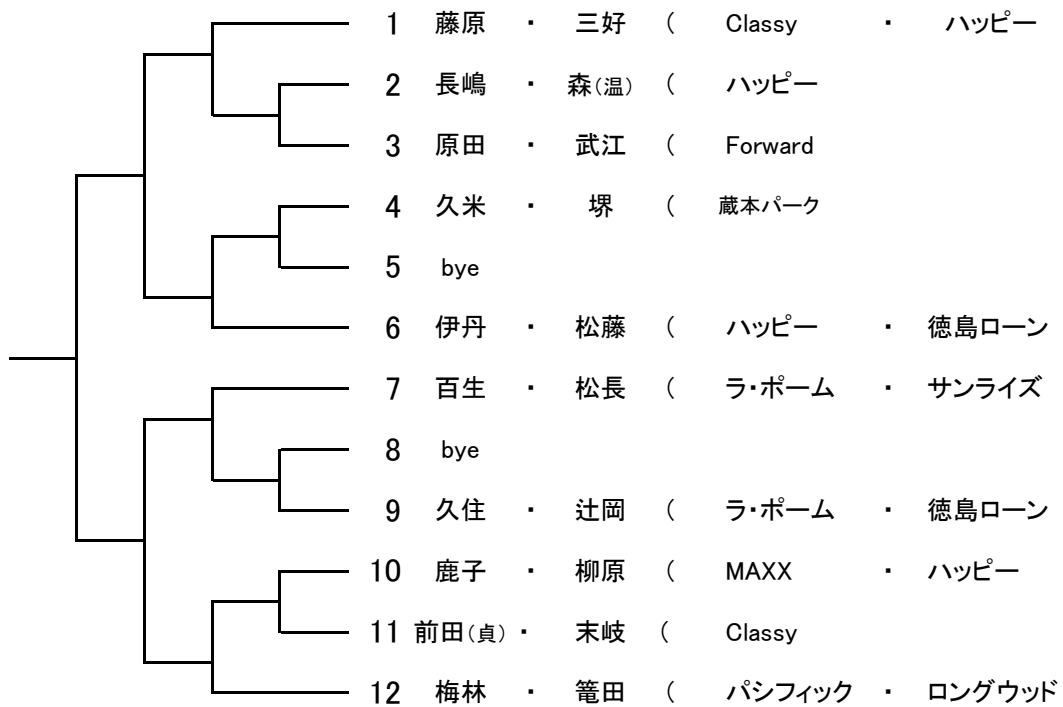 1 藤原 ・ 三好 ( Classy ・ ハッピー
2 長嶋 ・ 森(温) ( ハッピー
3 原田 ・ 武江 ( Forward
4 久米 ・ 堺 ( 蔵本パーク
5 bye
6 伊丹 ・ 松藤 ( ハッピー ・ 徳島ローン
7 百生 ・ 松長 ( ラ・ポーム ・ サンライズ
8 bye
9 久住 ・ 辻岡 ( ラ・ポーム ・ 徳島ローン
10 鹿子 ・ 柳原 ( MAXX ・ ハッピー
11 前田(貞) ・ 末岐 ( Classy
12 梅林 ・ 篭田 ( パシフィック ・ ロングウッド